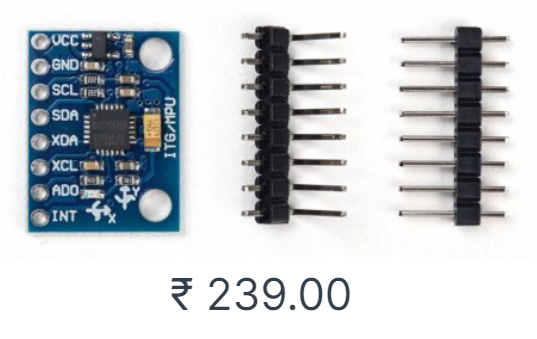 VCC
GND
SCL
SDA
XDA
XCL
ADO
INT
ITG/MPU
Y
X
₹ 239.00